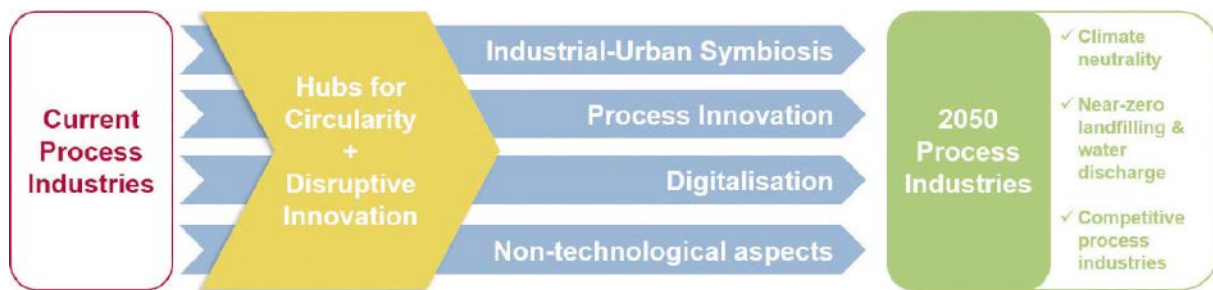 Current
Process
Industries
Hubs for
Circularity
+
Disruptive
Innovation
Industrial-Urban Symbiosis
Process Innovation
Digitalisation
Non-technological aspects
2050
Process
Industries
✓ Climate
neutrality
✓ Near-zero
landfilling &
water
discharge
✓ Competitive
process
industries